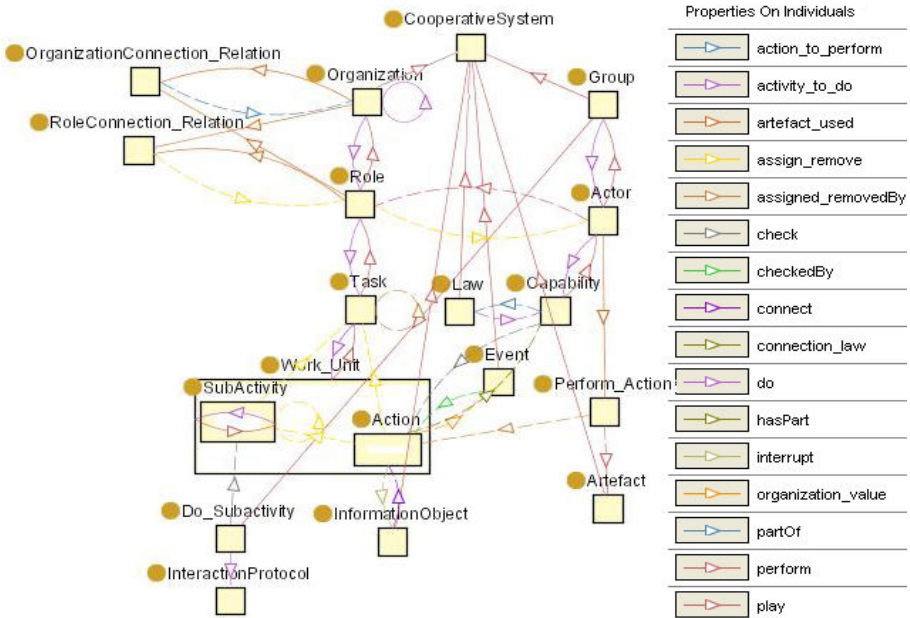 CooperativeSystem
OrganizationConnection_Relation
Organization
Group
RoleConnection_Relation
Role
Actor
Task
Law
Capability
Work_Unit
Event
SubActivity
Perform_Action
Action
Artefact
Do_Subactivity
InformationObject
InteractionProtocol
Properties On Individuals
action_to_perform
activity_to_do
artefact_used
assign_remove
assigned_removedBy
check
checkedBy
connect
connection_law
do
hasPart
interrupt
organization_value
partOf
perform
play